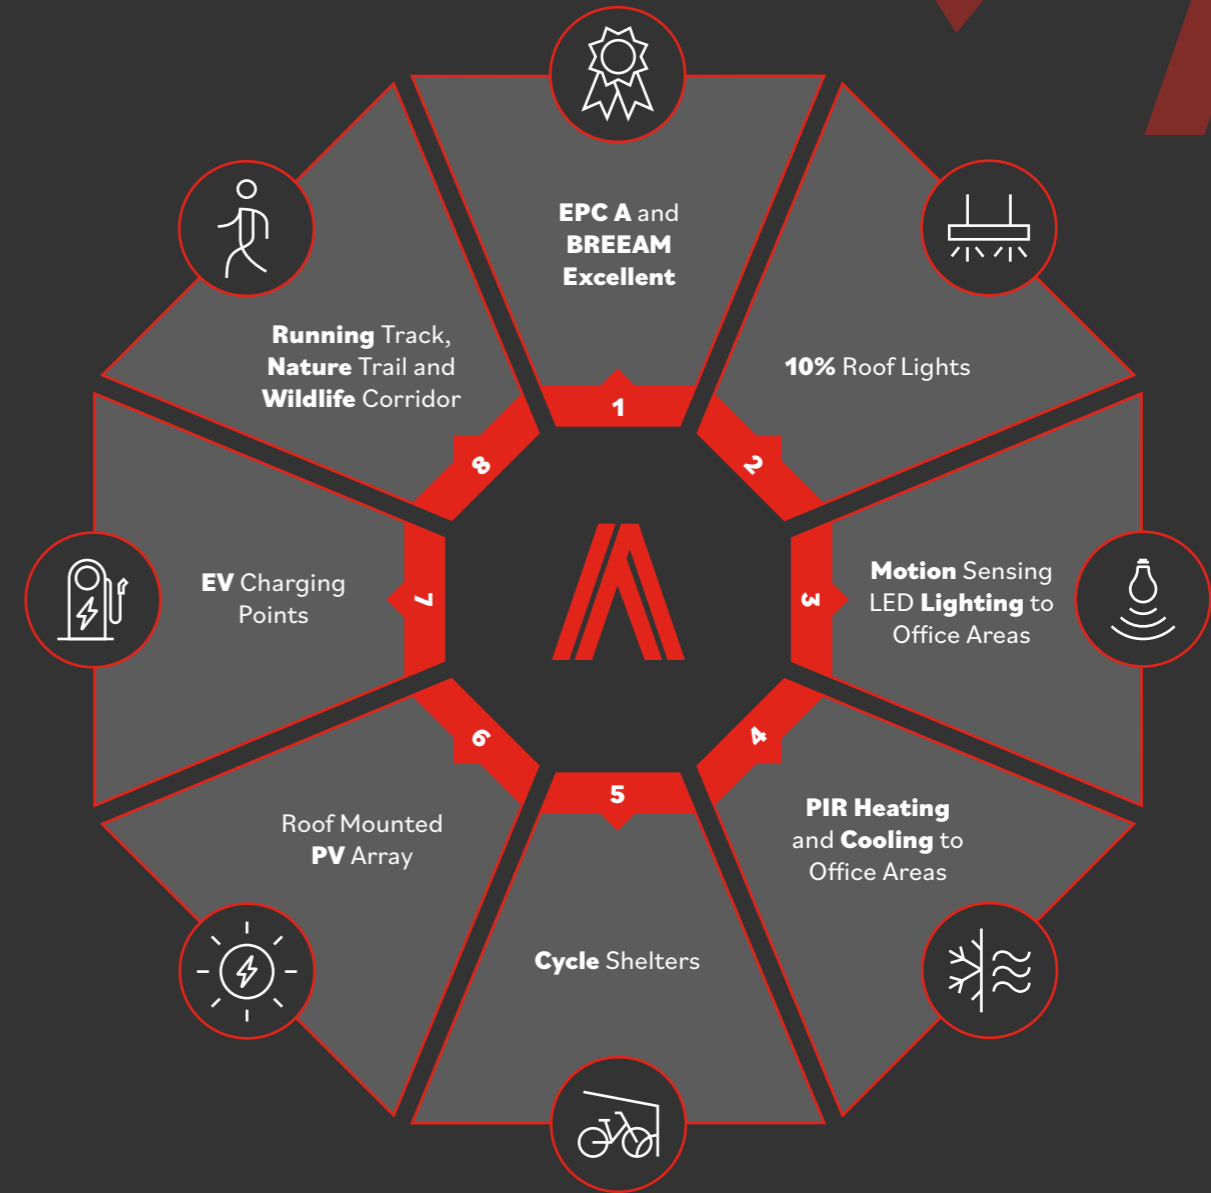 EPC A and
BREEAM
Excellent
1
10% Roof Lights
2
Motion Sensing
LED Lighting to
Office Areas
3
PIR Heating
and Cooling to
Office Areas
4
Cycle Shelters
5
Roof Mounted
PV Array
6
EV Charging
Points
7
Running Track,
Nature Trail and
Wildlife Corridor
8